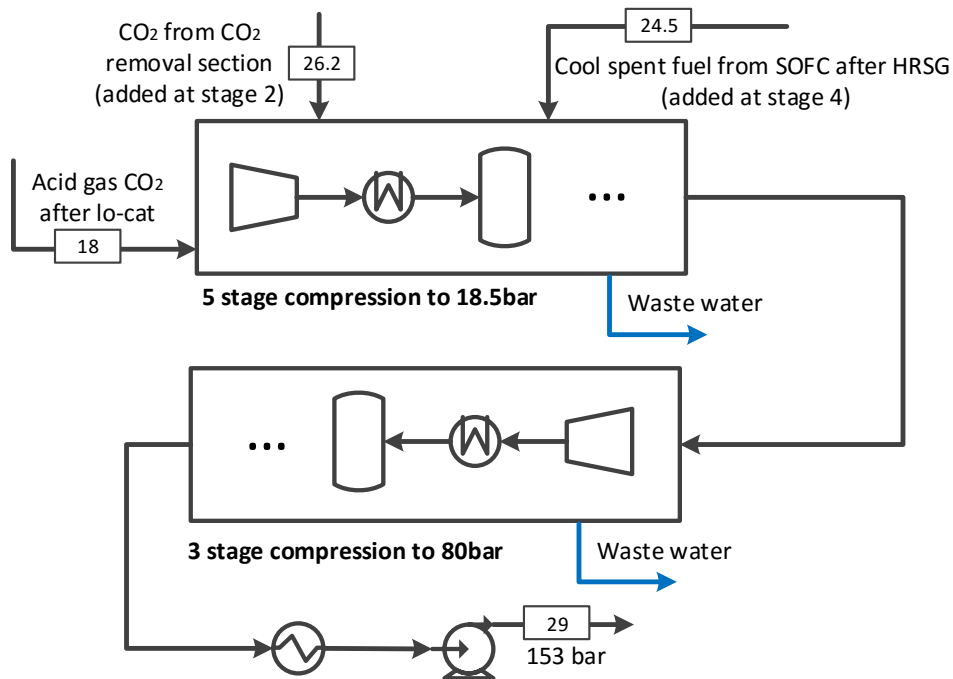 CO₂ from CO₂
removal section
(added at stage 2)
26.2
24.5
Cool spent fuel from SOFC after HRSG
(added at stage 4)
Acid gas CO₂
after lo-cat
18
...
5 stage compression to 18.5bar
Waste water
...
3 stage compression to 80bar
Waste water
29
153 bar